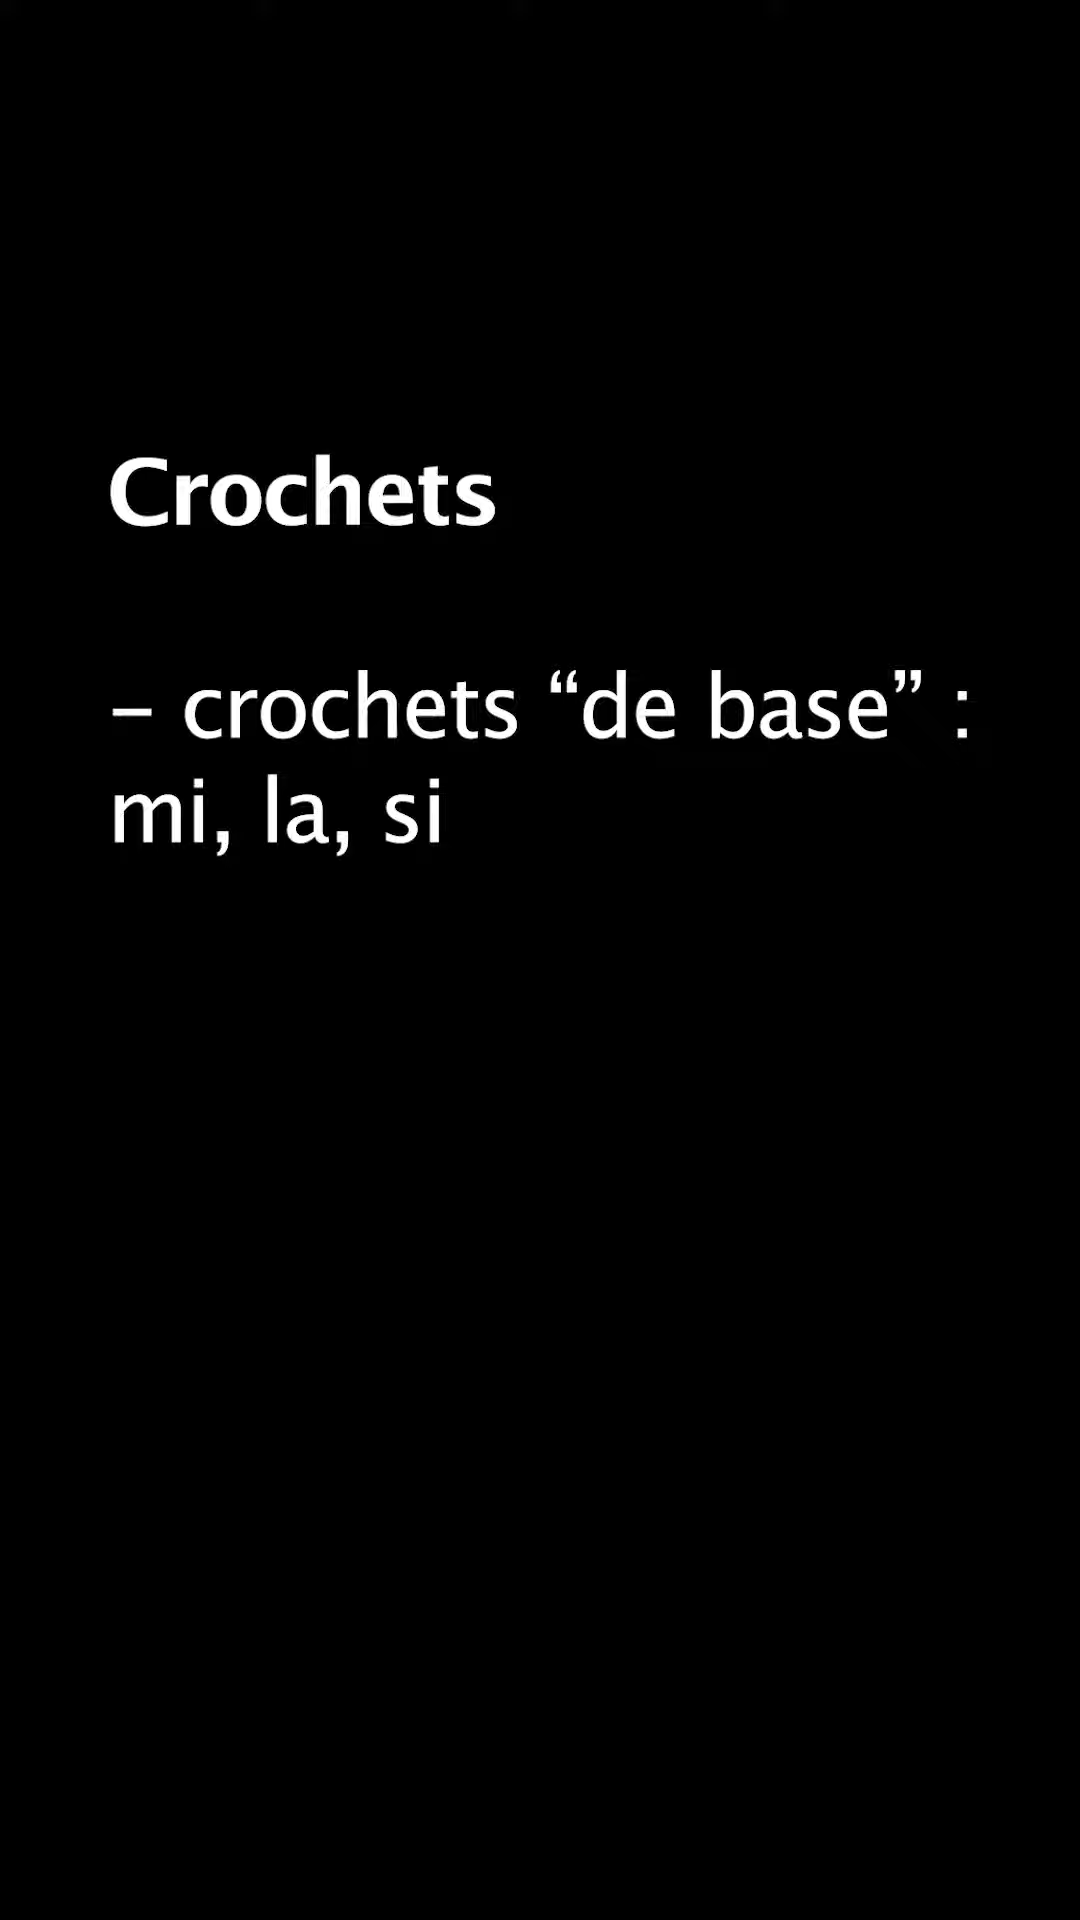 Crochets
– crochets “de base” :
mi, la, si